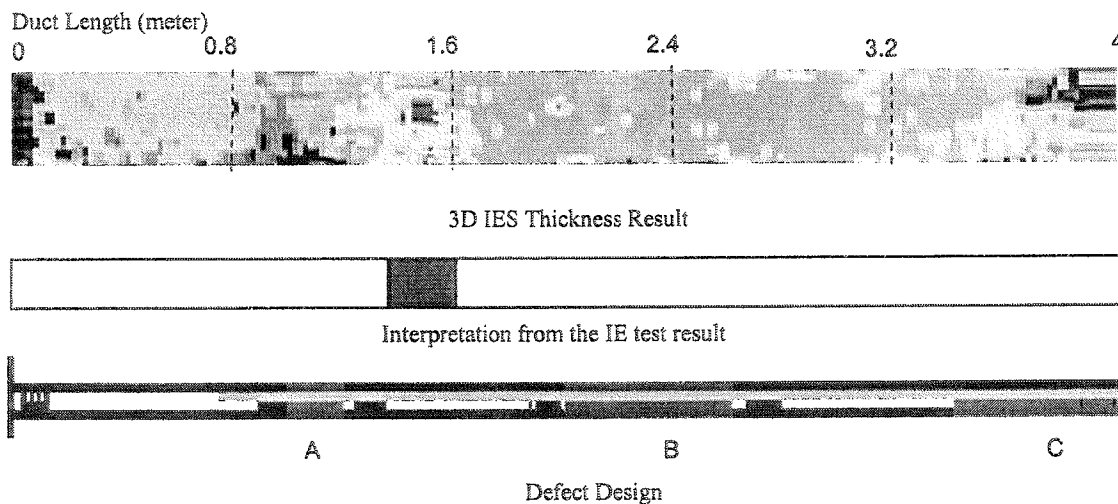 Duct Length (meter)
0 0.8 1.6 2.4 3.2 4
3D IES Thickness Result
Interpretation from the IE test result
A B C
Defect Design